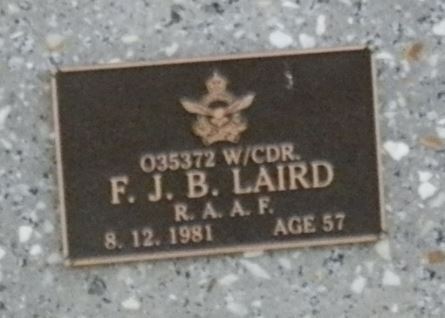 O35372 W/CDR.
F. J. B. LAIRD
R. A. A. F.
8. 12. 1981 AGE 57